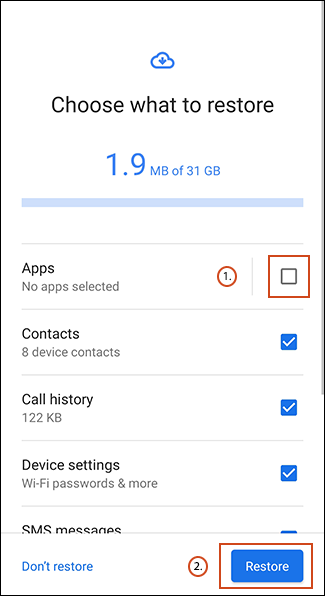 Choose what to restore
1.9 MB of 31 GB
Apps
No apps selected
1.
Contacts
8 device contacts
Call history
122 KB
Device settings
Wi-Fi passwords & more
SMS messages
Don't restore
2.
Restore